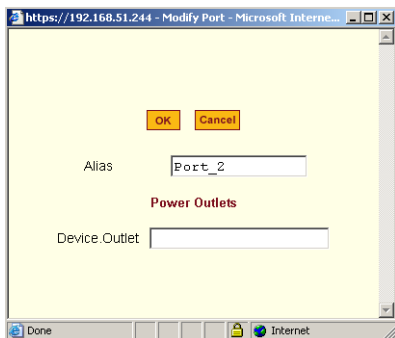 https://192.168.51.244 - Modify Port - Microsoft Interne...
OK Cancel
Alias Port_2
Power Outlets
Device.Outlet
Done Internet